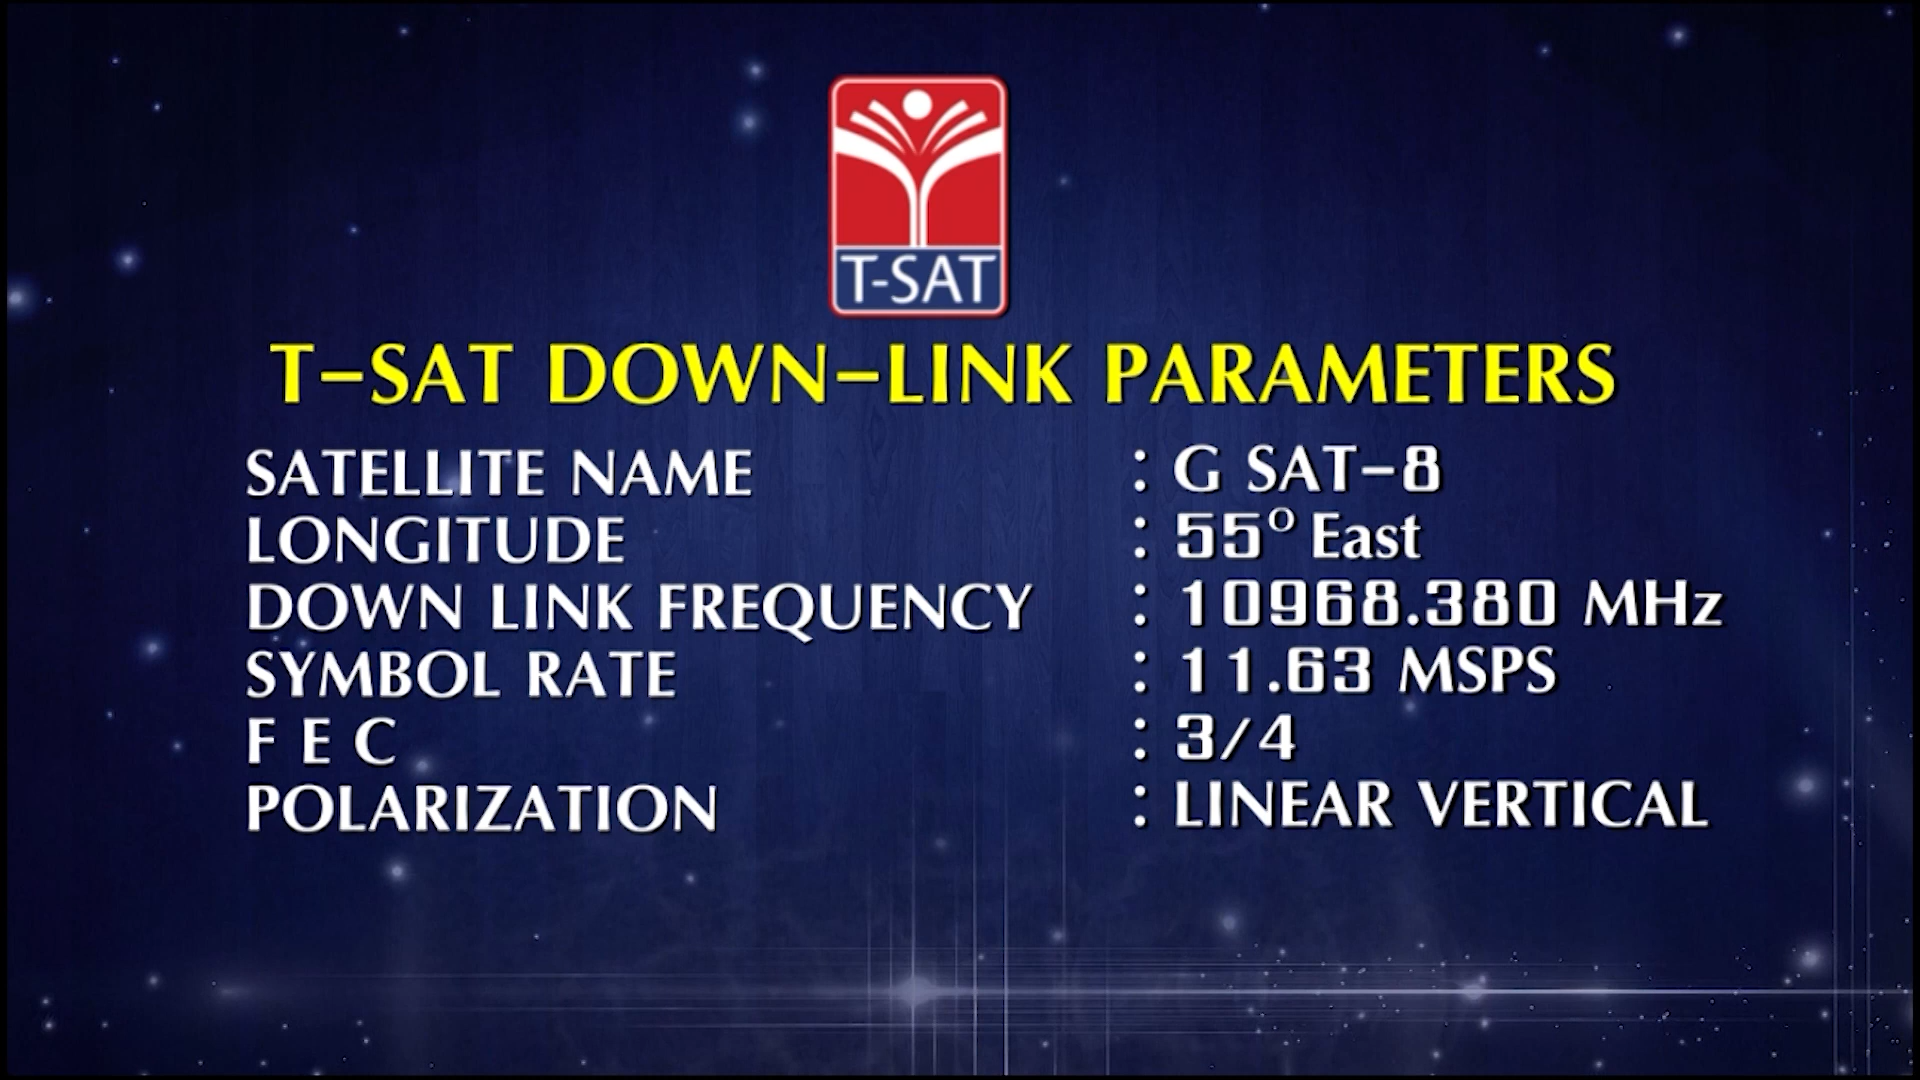 T-SAT
T-SAT DOWN-LINK PARAMETERS
SATELLITE NAME : G SAT-8
LONGITUDE : 55° East
DOWN LINK FREQUENCY : 10968.380 MHz
SYMBOL RATE : 11.63 MSPS
F E C : 3/4
POLARIZATION : LINEAR VERTICAL